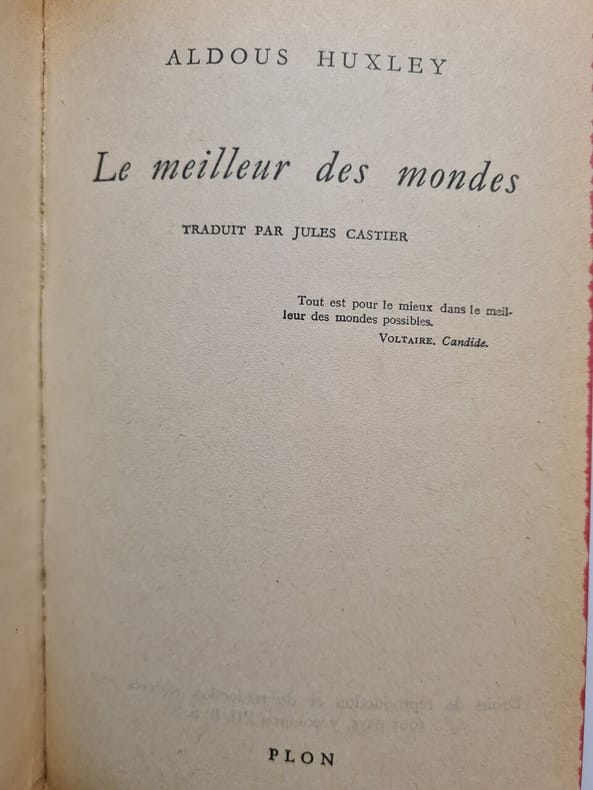 ALDOUS HUXLEY
Le meilleur des mondes
TRADUIT PAR JULES CASTIER
Tout est pour le mieux dans le meil-
leur des mondes possibles.
VOLTAIRE. Candide.
PLON